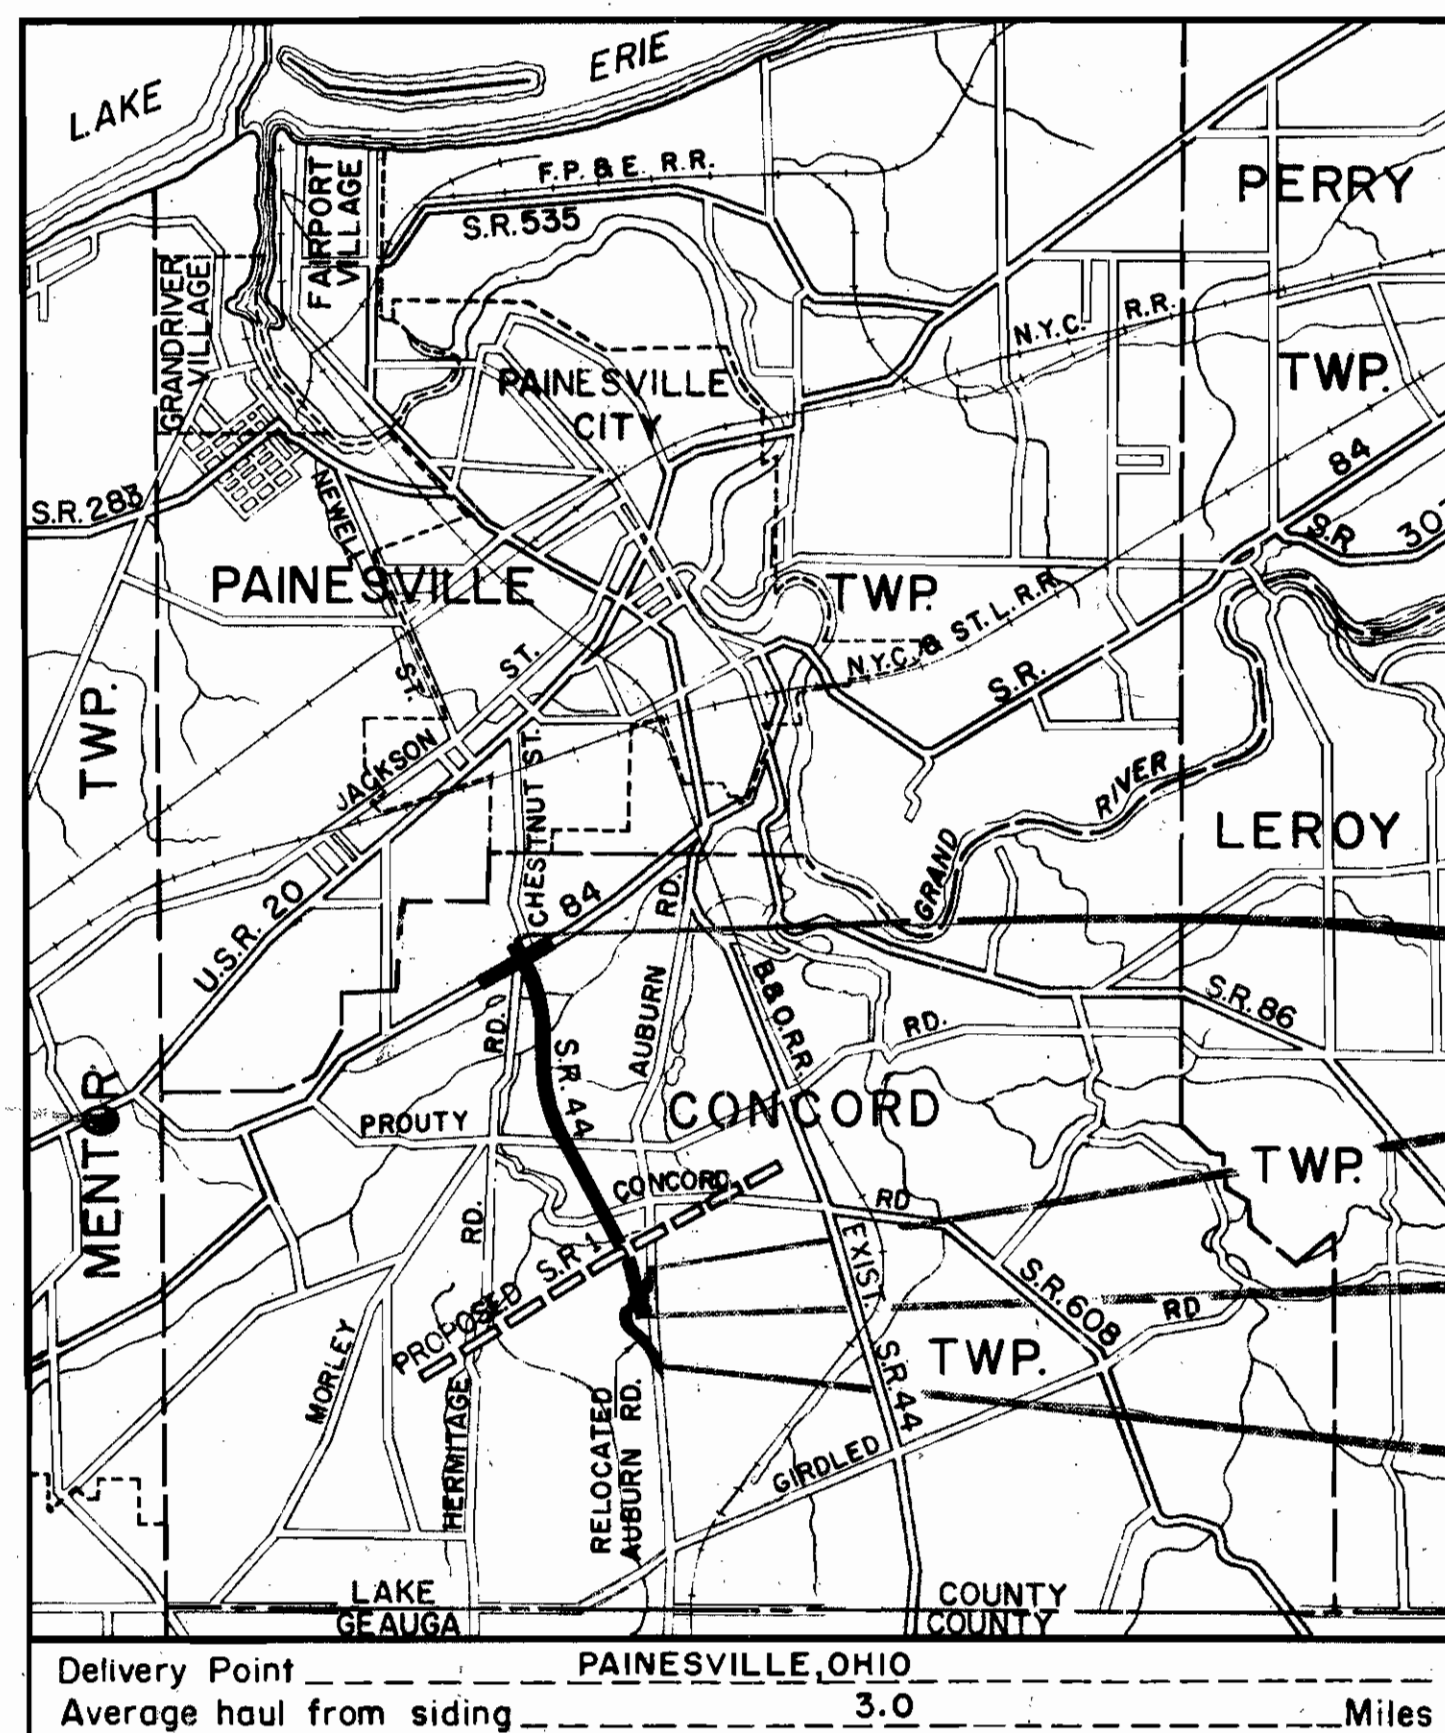 LAKE
ERIE
F.P. & E. R.R.
S.R. 535
FAIRPORT
VILLAGE
GRANDRIVER
VILLAGE
PERRY
TWP.
N.Y.C. R.R.
PAINESVILLE
CITY
84
S.R. 283
S.R
NEWELL
ST.
PAINESVILLE
TWP.
N.Y.C. & ST. L. R.R.
ST.
S.R.
TWP.
JACKSON
CHESTNUT ST.
GRAND
RIVER
LEROY
TWP.
U.S.R. 20
84
AUBURN
RD.
B.&O.RR.
RD.
S.R. 86
RD.
S.R. 44
MENTOR
PROUTY
CONCORD
TWP.
CONCORD
RD
RD.
PROPOSED S.R 1
EXIST.
S.R. 44
S.R. 608
RD
MORLEY
HERMITAGE
RELOCATED
AUBURN RD.
GIRDLED
LAKE
COUNTY
GEAUGA
COUNTY
Delivery Point PAINESVILLE, OHIO
Average haul from siding 3.0 Miles